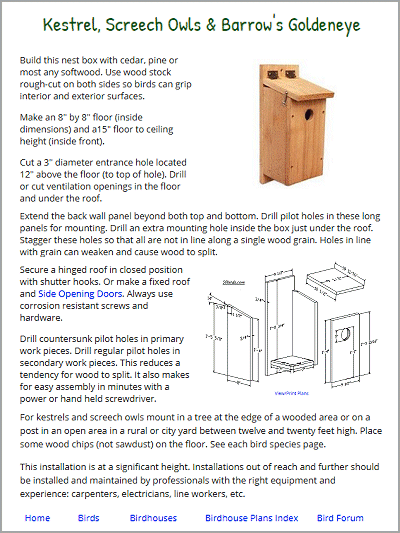 Kestrel, Screech Owls & Barrow's Goldeneye
Build this nest box with cedar, pine or
most any softwood. Use wood stock
rough-cut on both sides so birds can grip
interior and exterior surfaces.
Make an 8" by 8" floor (inside
dimensions) and a15" floor to ceiling
height (inside front).
Cut a 3" diameter entrance hole located
12" above the floor (to top of hole). Drill
or cut ventilation openings in the floor
and under the roof.
Extend the back wall panel beyond both top and bottom. Drill pilot holes in these long
panels for mounting. Drill an extra mounting hole inside the box just under the roof.
Stagger these holes so that all are not in line along a single wood grain. Holes in line
with grain can weaken and cause wood to split.
Secure a hinged roof in closed position
with shutter hooks. Or make a fixed roof
and Side Opening Doors. Always use
corrosion resistant screws and
hardware.
Drill countersunk pilot holes in primary
work pieces. Drill regular pilot holes in
secondary work pieces. This reduces a
tendency for wood to split. It also makes
for easy assembly in minutes with a
power or hand held screwdriver.
View-Print Plans
For kestrels and screech owls mount in a tree at the edge of a wooded area or on a
post in an open area in a rural or city yard between twelve and twenty feet high. Place
some wood chips (not sawdust) on the floor. See each bird species page.
This installation is at a significant height. Installations out of reach and further should
be installed and maintained by professionals with the right equipment and
experience: carpenters, electricians, line workers, etc.
Home Birds Birdhouses Birdhouse Plans Index Bird Forum